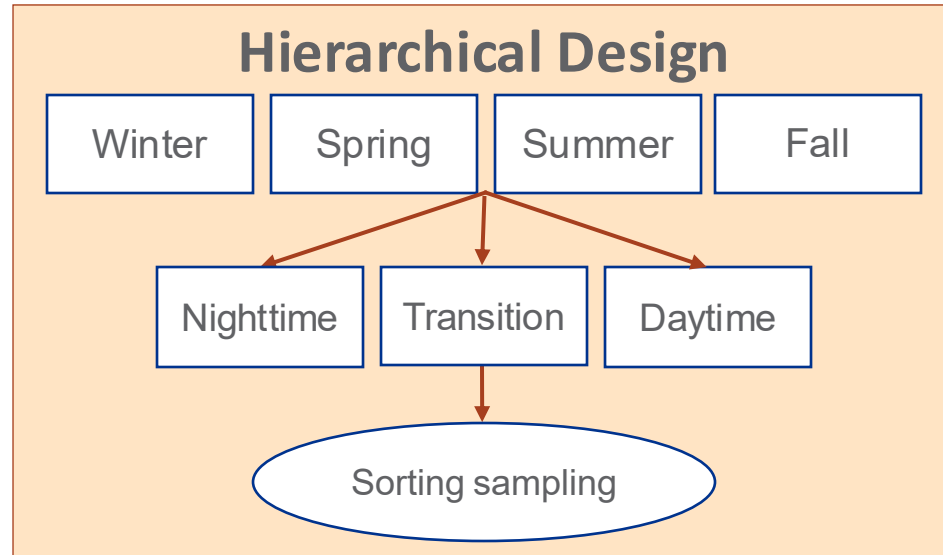 Hierarchical Design
Winter
Spring
Summer
Fall
Nighttime
Transition
Daytime
Sorting sampling